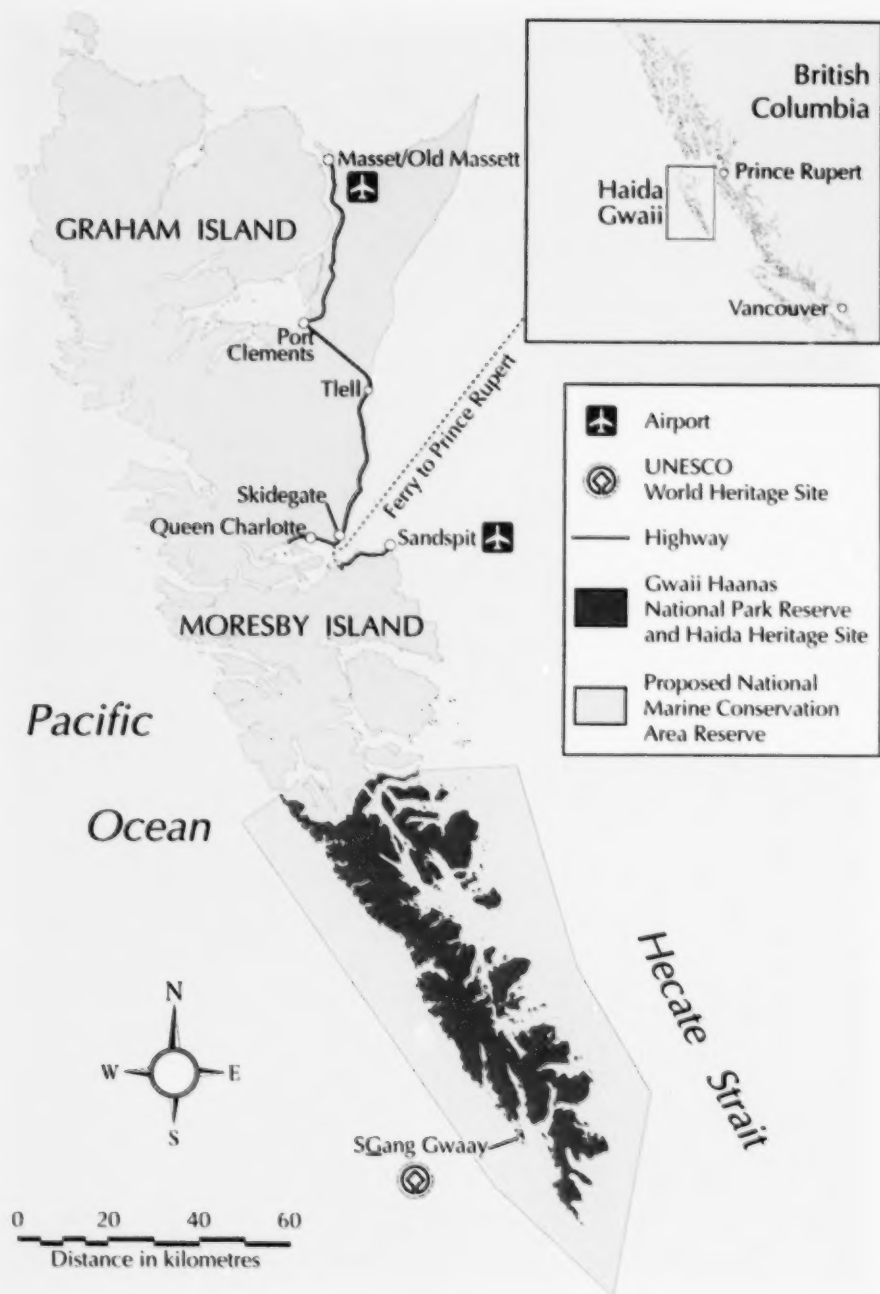 British
Columbia
Prince Rupert
Haida
Gwaii
Vancouver
Masset/Old Massett
GRAHAM ISLAND
Port
Clements
Tlell
Ferry to Prince Rupert
Skidegate
Queen Charlotte
Sandspit
MORESBY ISLAND
Airport
UNESCO
World Heritage Site
Highway
Gwaii Haanas
National Park Reserve
and Haida Heritage Site
Proposed National
Marine Conservation
Area Reserve
Pacific
Ocean
Hecate Strait
N
W E
S
SGang Gwaay
0 20 40 60
Distance in kilometres